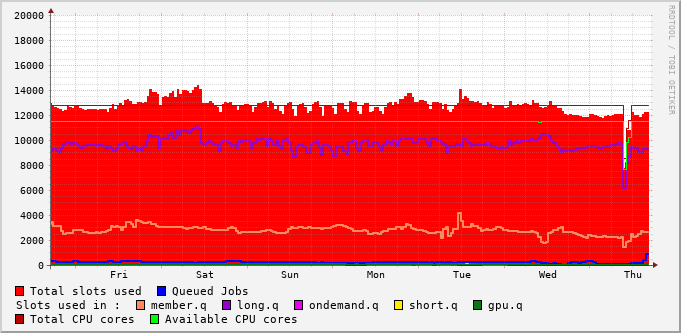 RRDTOOL / TOBI OETIKER
20000
18000
16000
14000
12000
10000
8000
6000
4000
2000
0
Fri Sat Sun Mon Tue Wed Thu
Total slots used Queued Jobs
Slots used in : member.q long.q ondemand.q short.q gpu.q
Total CPU cores Available CPU cores